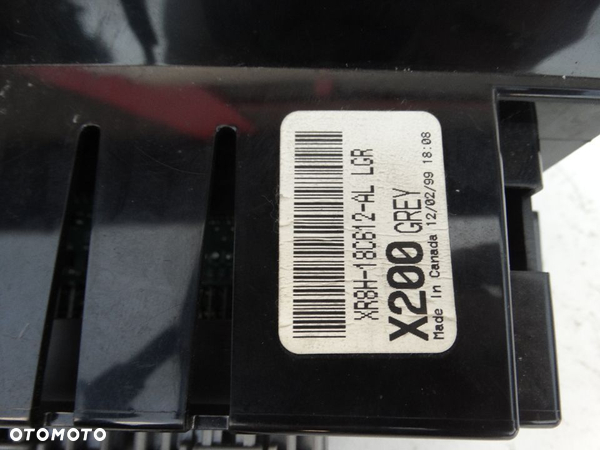 XR8H-18C612-AL LGR
X200 GREY
Made In Canada 12/02/99 18:08
OTOMOTO